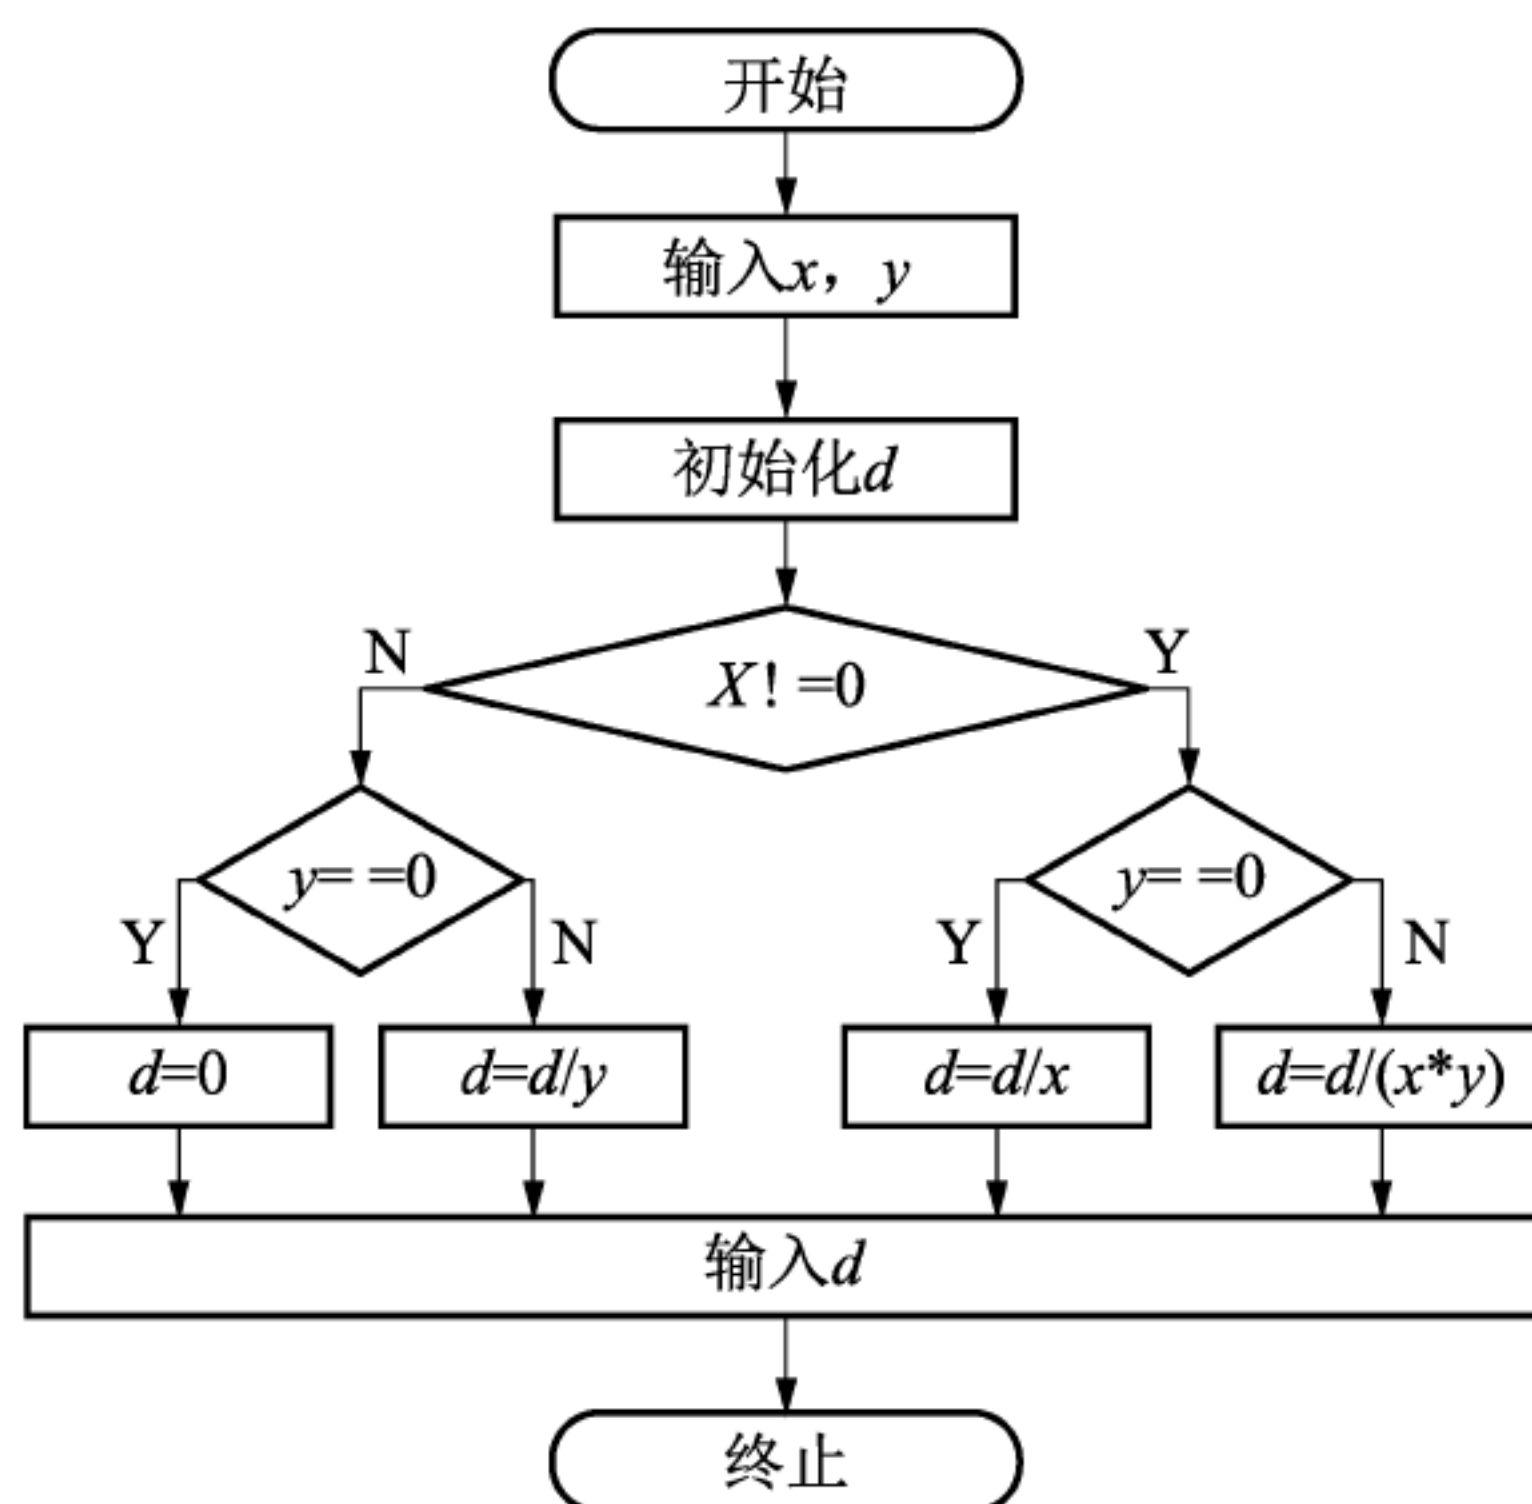 开始
输入x，y
初始化d
N
Y
X! =0
y= =0
y= =0
Y
N
Y
N
d=0
d=d/y
d=d/x
d=d/(x*y)
输入d
终止